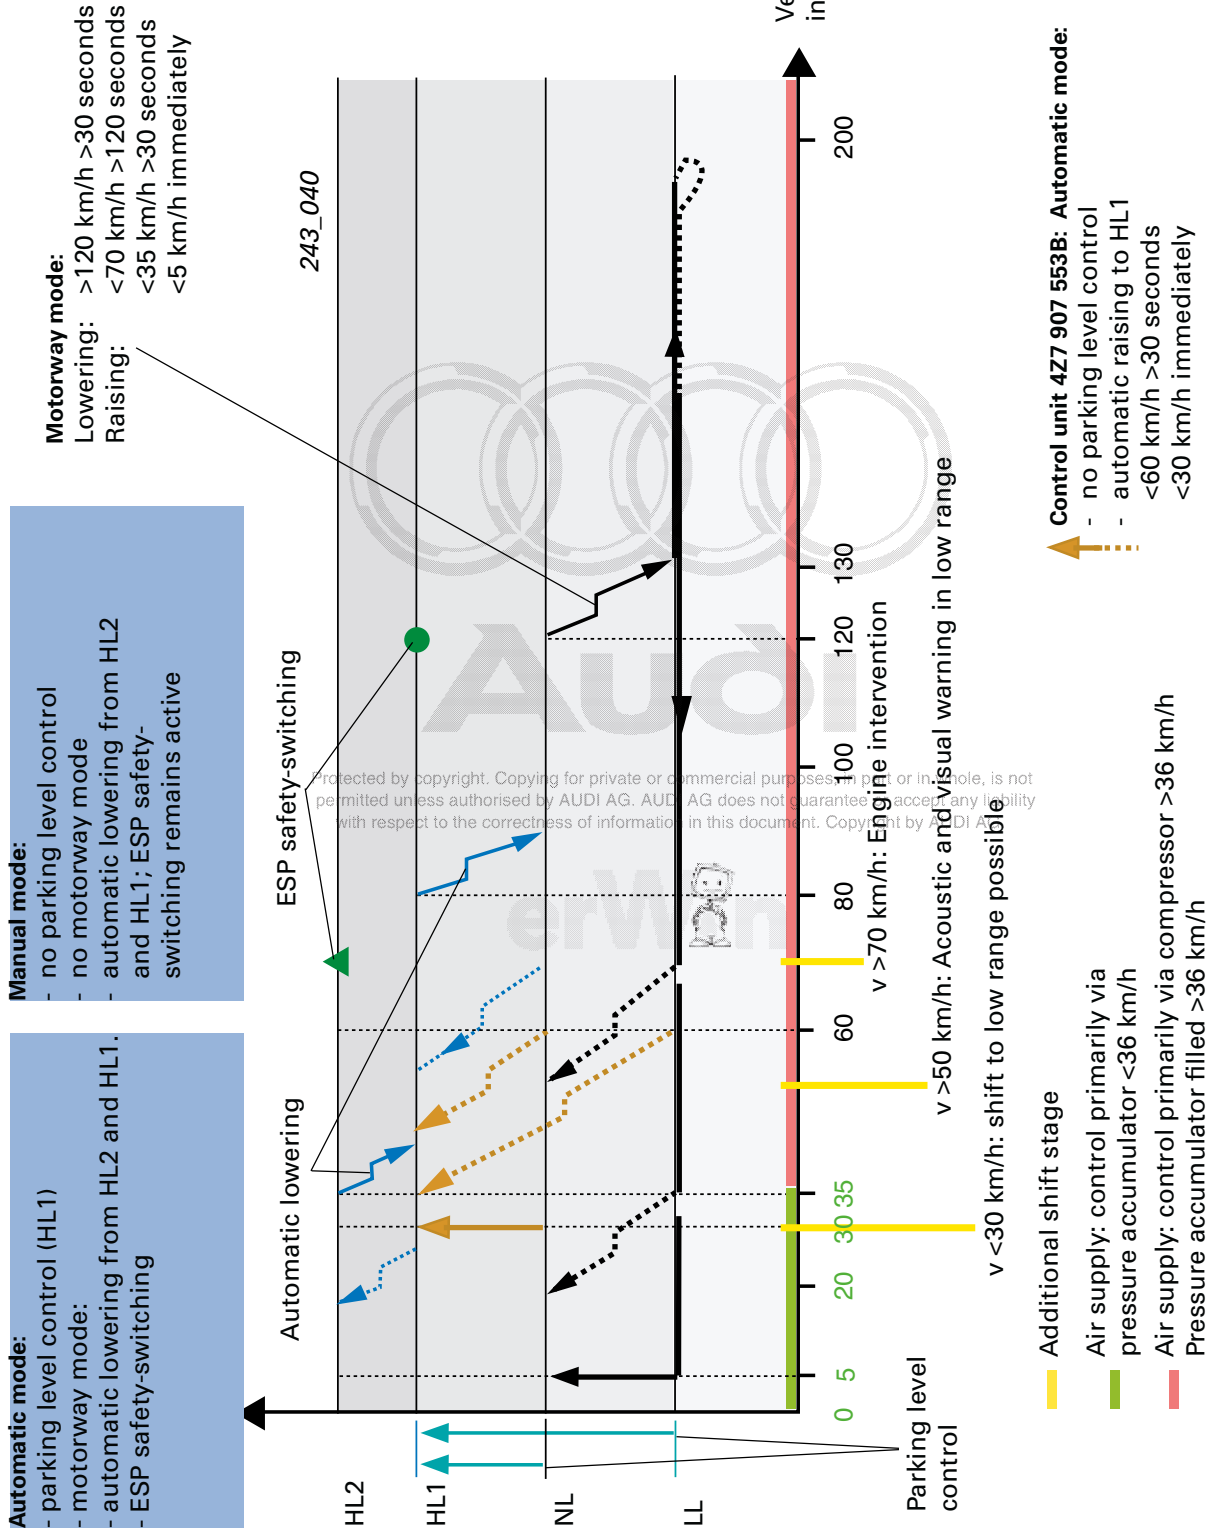 Automatic mode:
- parking level control (HL1)
- motorway mode:
- automatic lowering from HL2 and HL1.
- ESP safety-switching
Manual mode:
- no parking level control
- no motorway mode
- automatic lowering from HL2
and HL1; ESP safety-
switching remains active
Motorway mode:
Lowering: >120 km/h >30 seconds
Raising: <70 km/h >120 seconds
<35 km/h >30 seconds
<5 km/h immediately
243_040
Automatic lowering
ESP safety-switching
HL2
HL1
NL
LL
Parking level
control
0
5
20
30
35
60
80
100
120
130
200
Ve
in
v >70 km/h: Engine intervention
v >50 km/h: Acoustic and visual warning in low range
v <30 km/h: shift to low range possible
Additional shift stage
Air supply: control primarily via
pressure accumulator <36 km/h
Air supply: control primarily via compressor >36 km/h
Pressure accumulator filled >36 km/h
Control unit 4Z7 907 553B: Automatic mode:
- no parking level control
- automatic raising to HL1
<60 km/h >30 seconds
<30 km/h immediately
Audi
erWin
Protected by copyright. Copying for private or commercial purposes, in part or in whole, is not
permitted unless authorised by AUDI AG. AUDI AG does not guarantee or accept any liability
with respect to the correctness of information in this document. Copyright by AUDI AG.